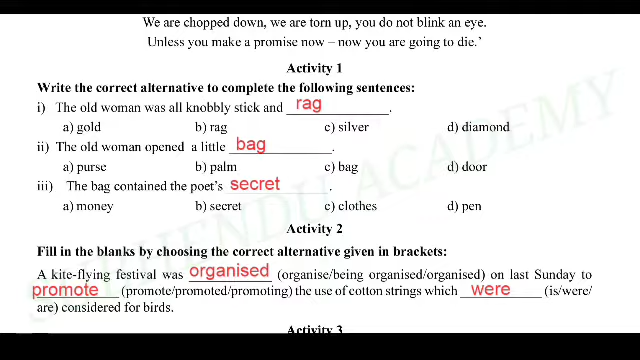 We are chopped down, we are torn up, you do not blink an eye.
Unless you make a promise now – now you are going to die.'
Activity 1
Write the correct alternative to complete the following sentences:
i) The old woman was all knobbly stick and rag.
a) gold b) rag c) silver d) diamond
ii) The old woman opened a little bag.
a) purse b) palm c) bag d) door
iii) The bag contained the poet's secret.
a) money b) secret c) clothes d) pen
Activity 2
Fill in the blanks by choosing the correct alternative given in brackets:
A kite-flying festival was organised (organise/being organised/organised) on last Sunday to
promote (promote/promoted/promoting) the use of cotton strings which were (is/were/
are) considered for birds.
Activity 3